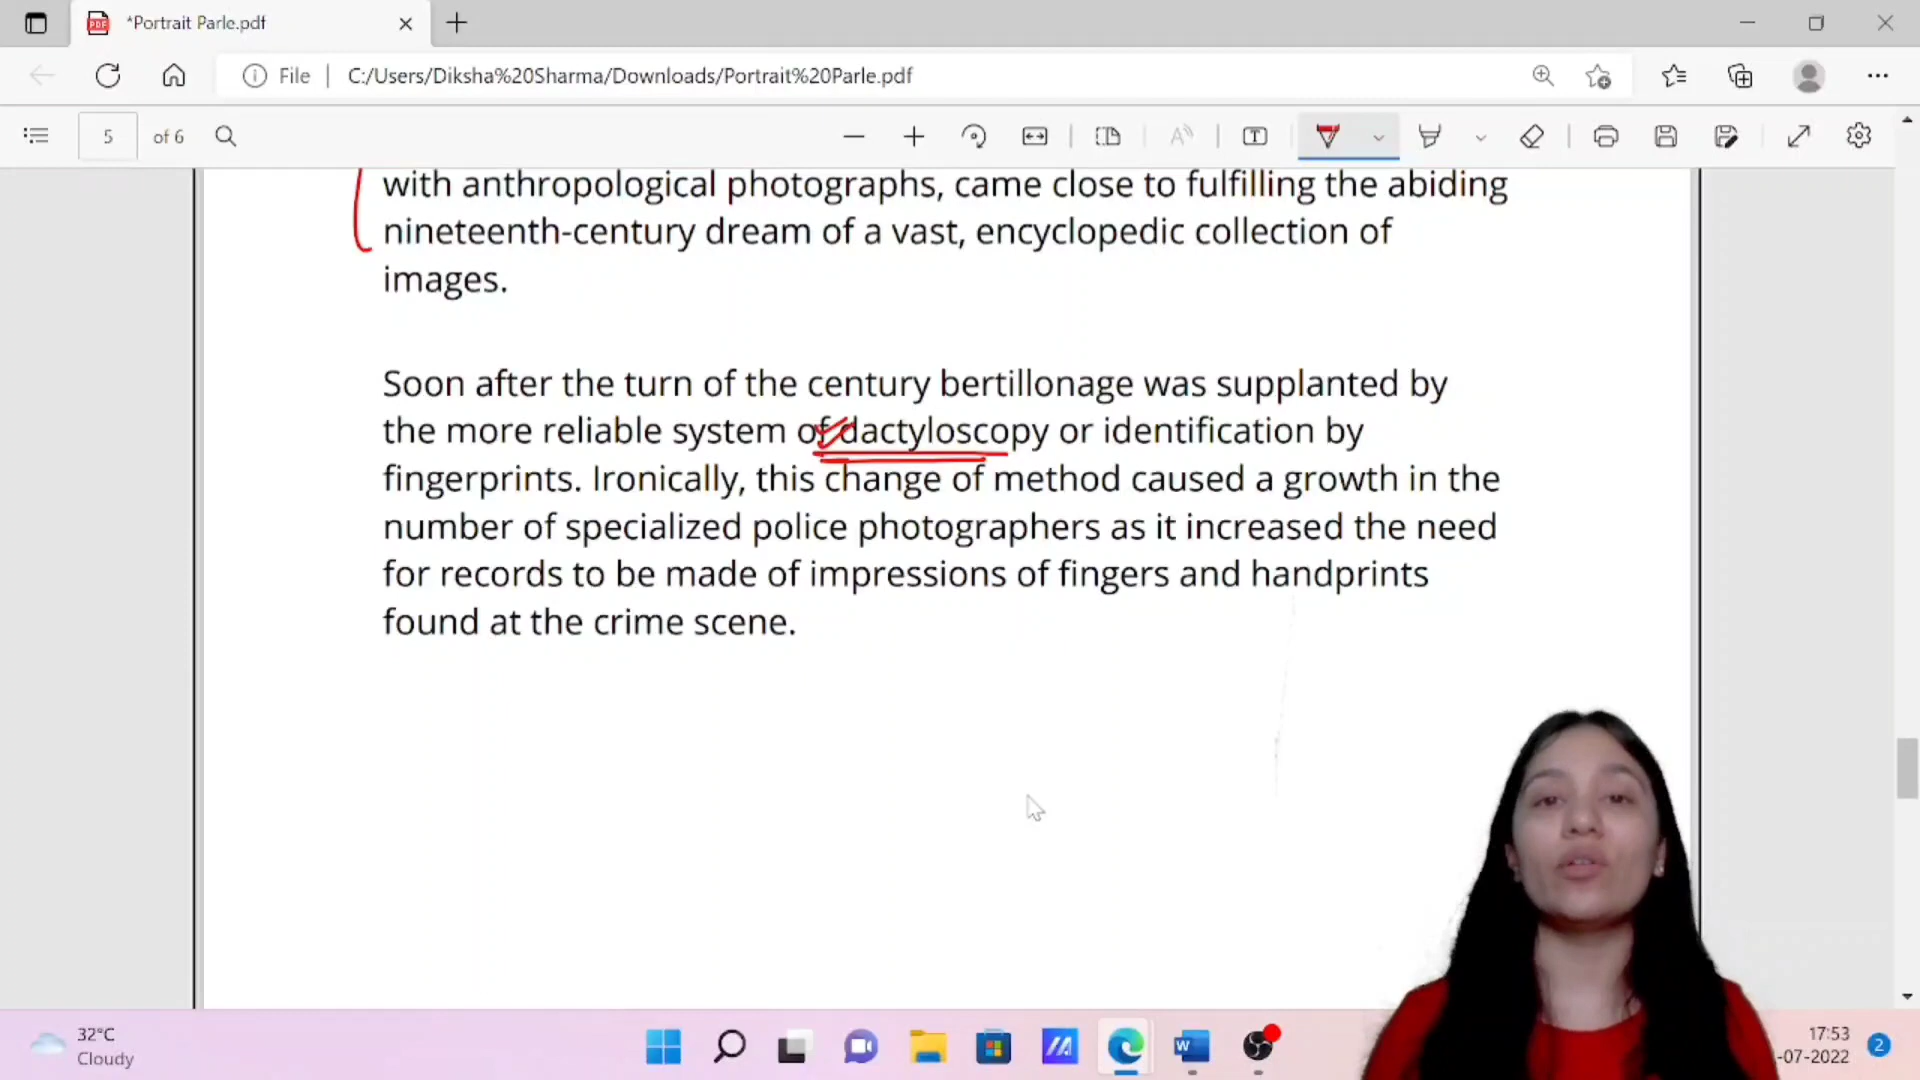 *Portrait Parle.pdf
File
C:/Users/Diksha%20Sharma/Downloads/Portrait%20Parle.pdf
5 of 6
with anthropological photographs, came close to fulfilling the abiding
nineteenth-century dream of a vast, encyclopedic collection of
images.
Soon after the turn of the century bertillonage was supplanted by
the more reliable system of dactyloscopy or identification by
fingerprints. Ironically, this change of method caused a growth in the
number of specialized police photographers as it increased the need
for records to be made of impressions of fingers and handprints
found at the crime scene.
32°C
Cloudy
17:53
-07-2022
2